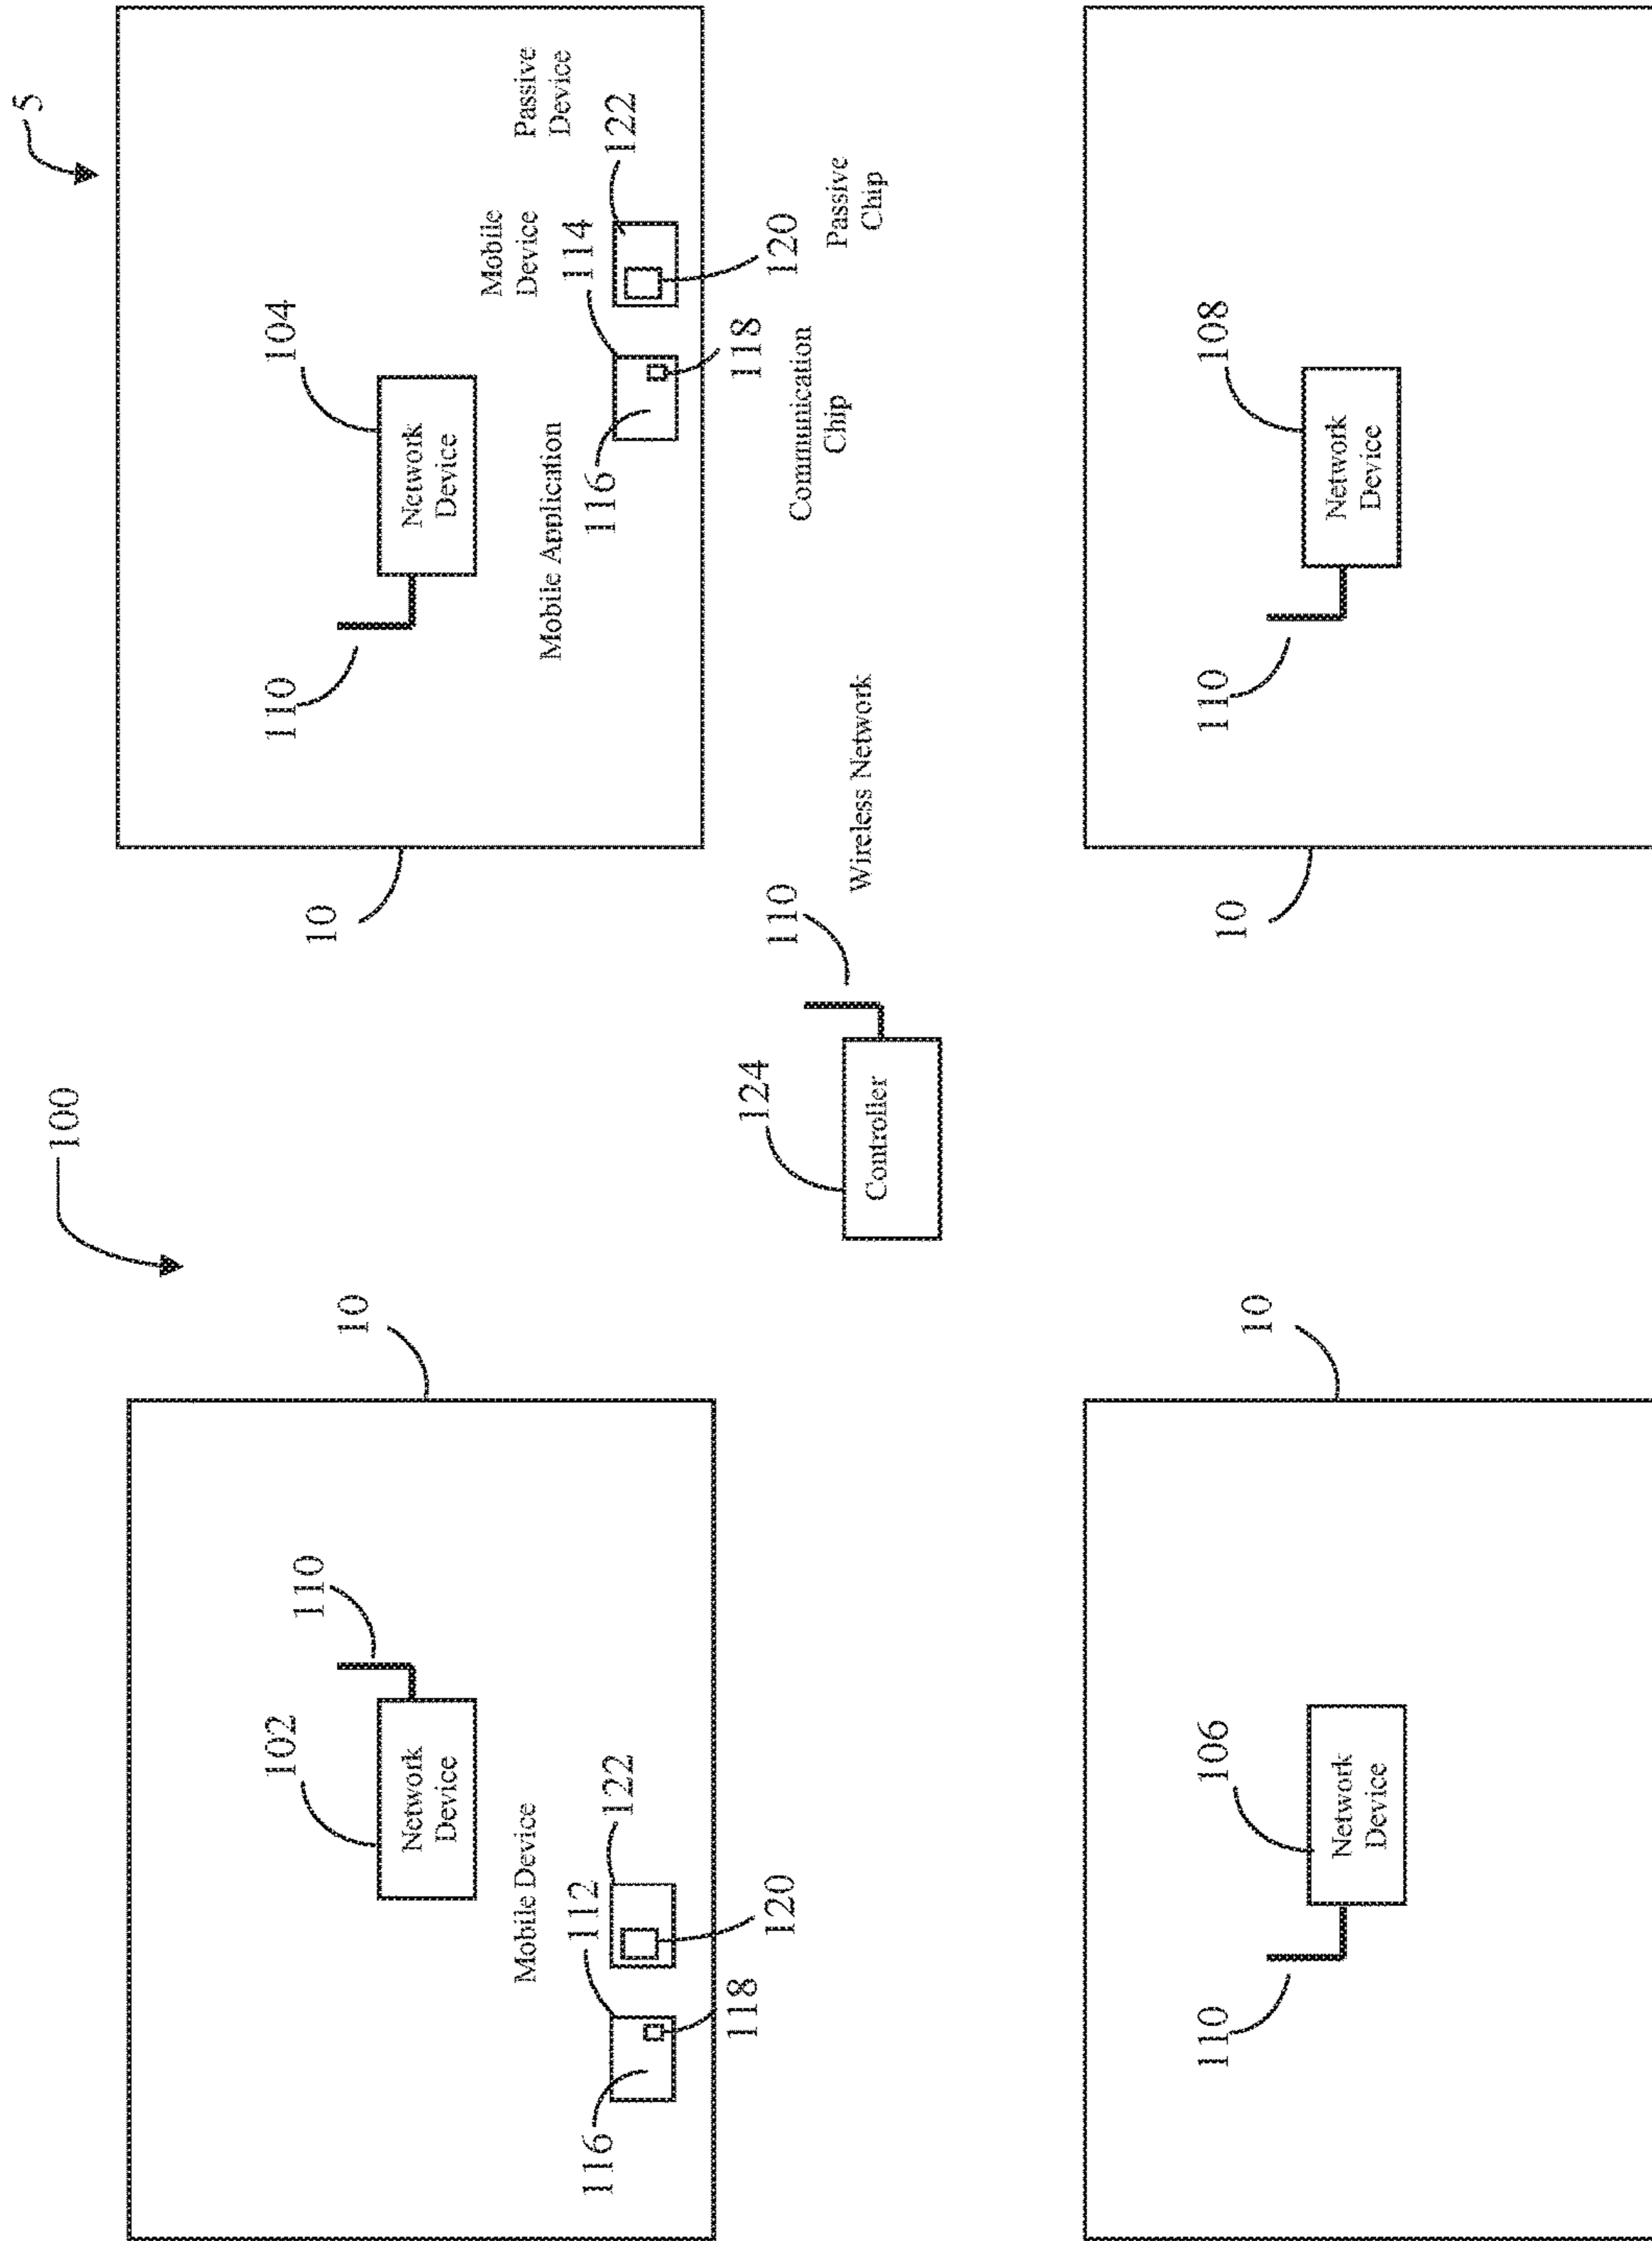 100
5
10
102
110
Network
Device
Mobile Device
112
122
116
118
120
10
110
104
Network
Device
Mobile Application
Mobile
Device
Passive
Device
116
114
122
118
120
Communication
Chip
Passive
Chip
124
110
Controller
Wireless Network
10
110
106
Network
Device
10
110
108
Network
Device